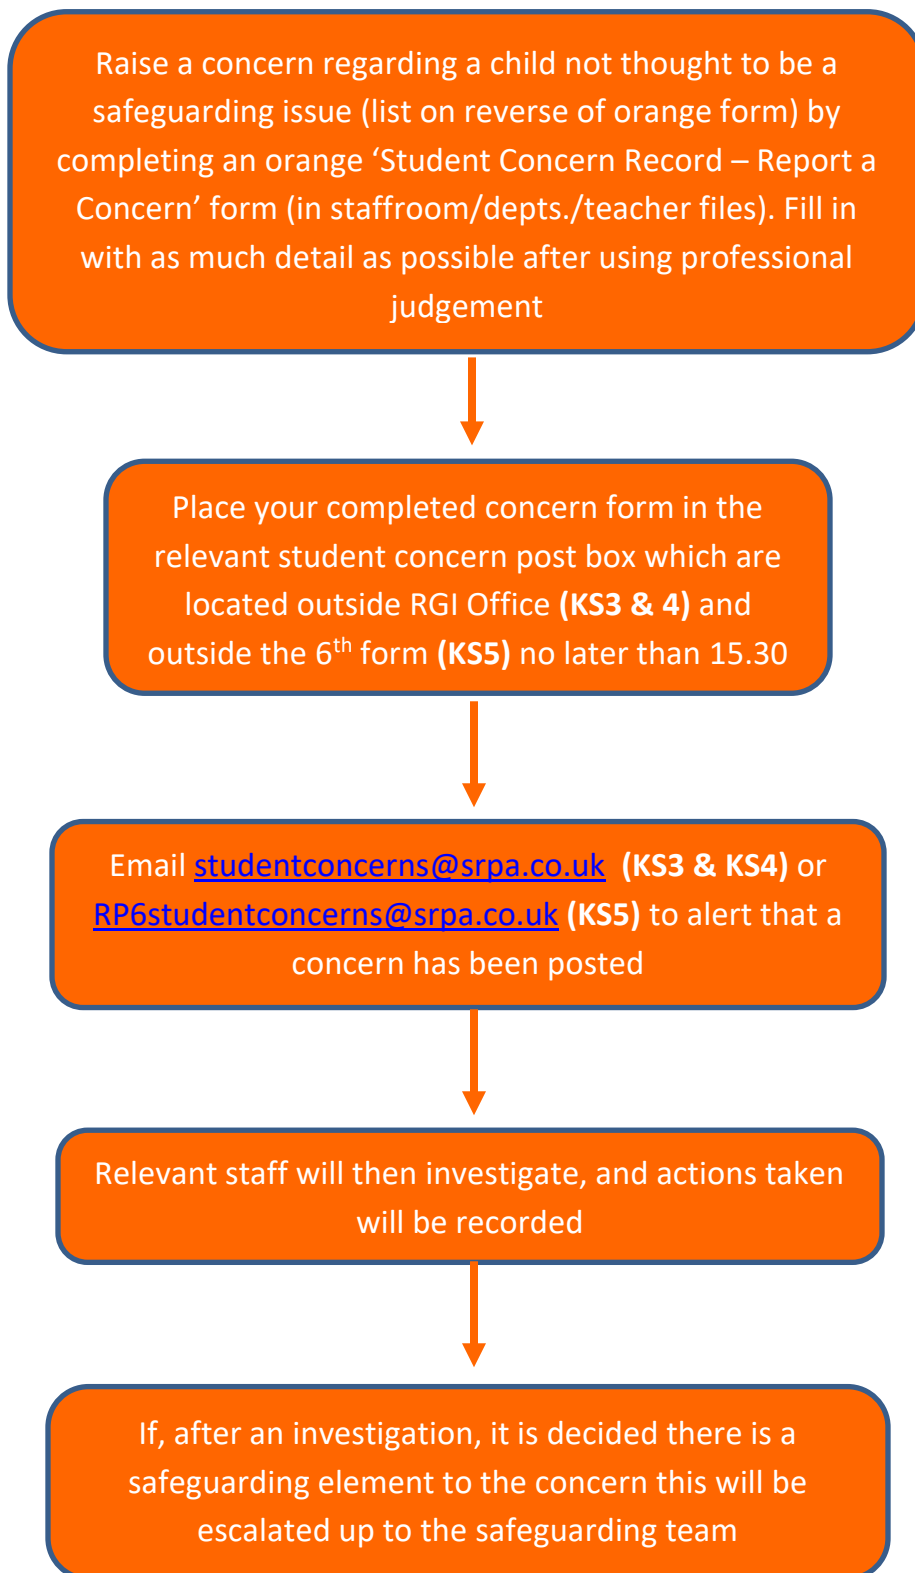 Raise a concern regarding a child not thought to be a
safeguarding issue (list on reverse of orange form) by
completing an orange ‘Student Concern Record – Report a
Concern’ form (in staffroom/depts./teacher files). Fill in
with as much detail as possible after using professional
judgement
Place your completed concern form in the
relevant student concern post box which are
located outside RGI Office (KS3 & 4) and
outside the 6th form (KS5) no later than 15.30
Email studentconcerns@srpa.co.uk (KS3 & KS4) or
RP6studentconcerns@srpa.co.uk (KS5) to alert that a
concern has been posted
Relevant staff will then investigate, and actions taken
will be recorded
If, after an investigation, it is decided there is a
safeguarding element to the concern this will be
escalated up to the safeguarding team